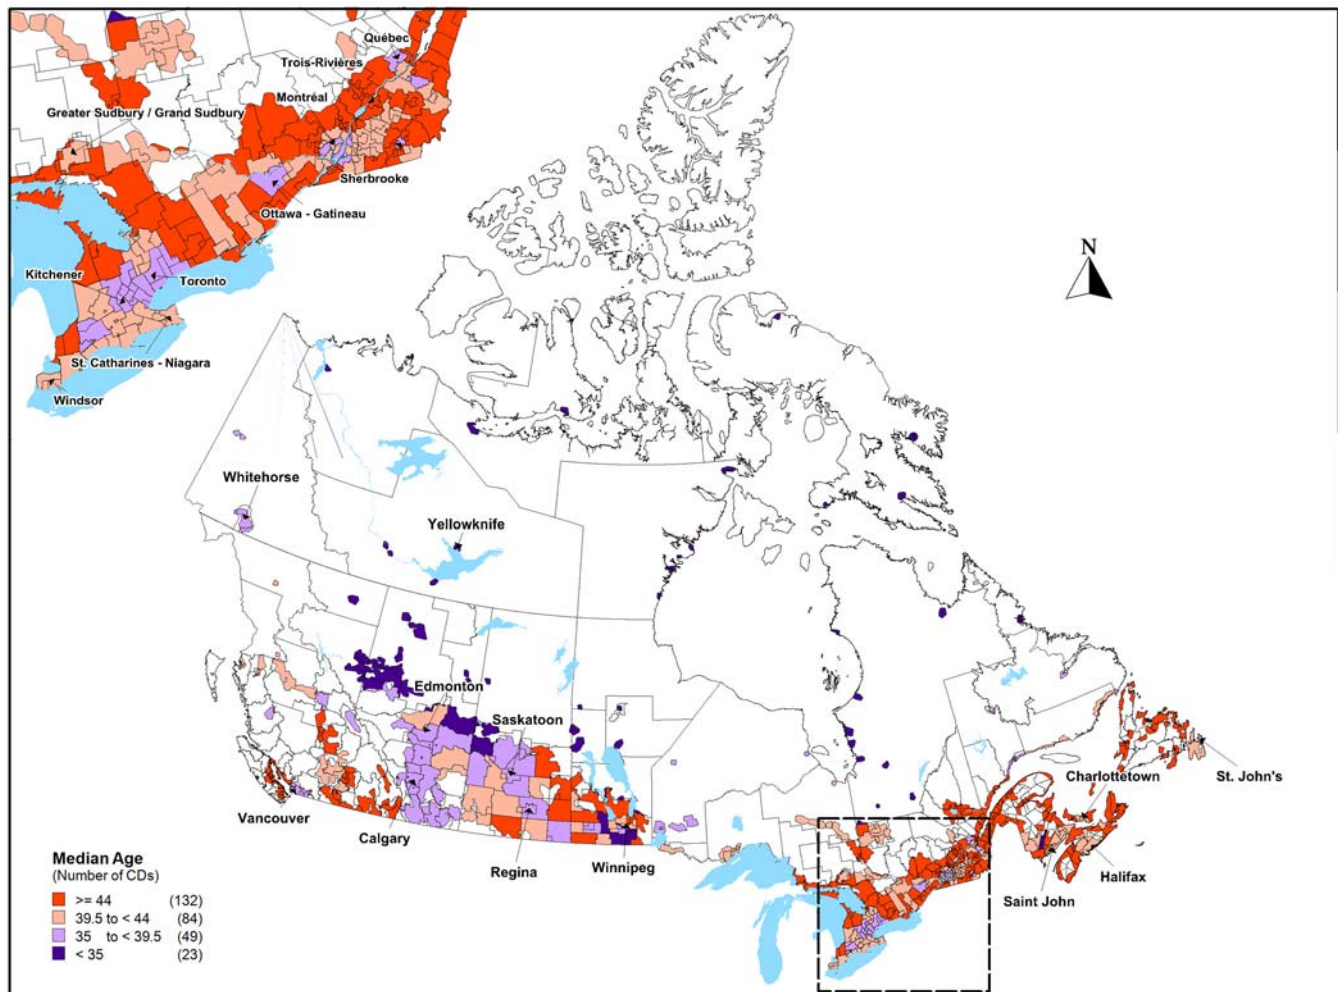 Québec
Trois-Rivières
Montréal
Greater Sudbury / Grand Sudbury
Sherbrooke
Ottawa - Gatineau
Kitchener
Toronto
St. Catharines - Niagara
Windsor
N
Whitehorse
Yellowknife
Edmonton
Saskatoon
Vancouver
Calgary
Regina
Winnipeg
Charlottetown
St. John's
Halifax
Saint John
Median Age
(Number of CDs)
>= 44 (132)
39.5 to < 44 (84)
35 to < 39.5 (49)
< 35 (23)